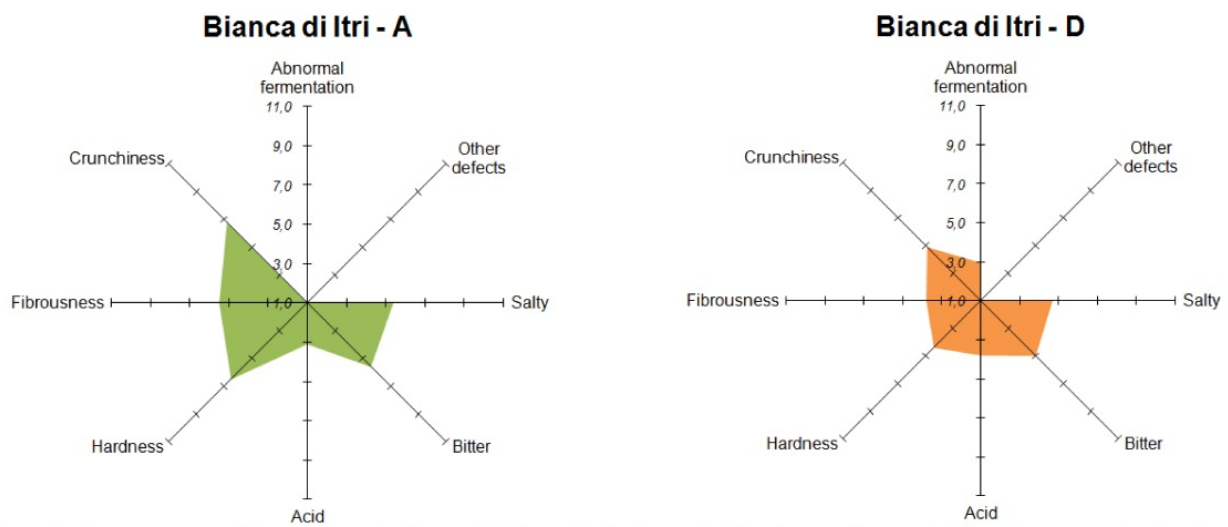 Bianca di Itri - A
Abnormal
fermentation
11,0
9,0
7,0
5,0
3,0
1,0
Other
defects
Salty
Bitter
Acid
Hardness
Fibrousness
Crunchiness
Bianca di Itri - D
Abnormal
fermentation
11,0
9,0
7,0
5,0
3,0
1,0
Other
defects
Salty
Bitter
Acid
Hardness
Fibrousness
Crunchiness